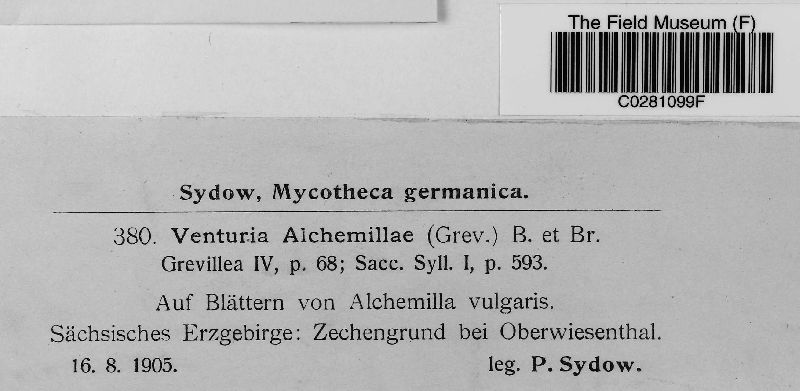 The Field Museum (F)
C0281099F
Sydow, Mycotheca germanica.
380. Venturia Alchemillae (Grev.) B. et Br.
Grevillea IV, p. 68; Sacc. Syll. I, p. 593.
Auf Blättern von Alchemilla vulgaris.
Sächsisches Erzgebirge: Zechengrund bei Oberwiesenthal.
16. 8. 1905. leg. P. Sydow.